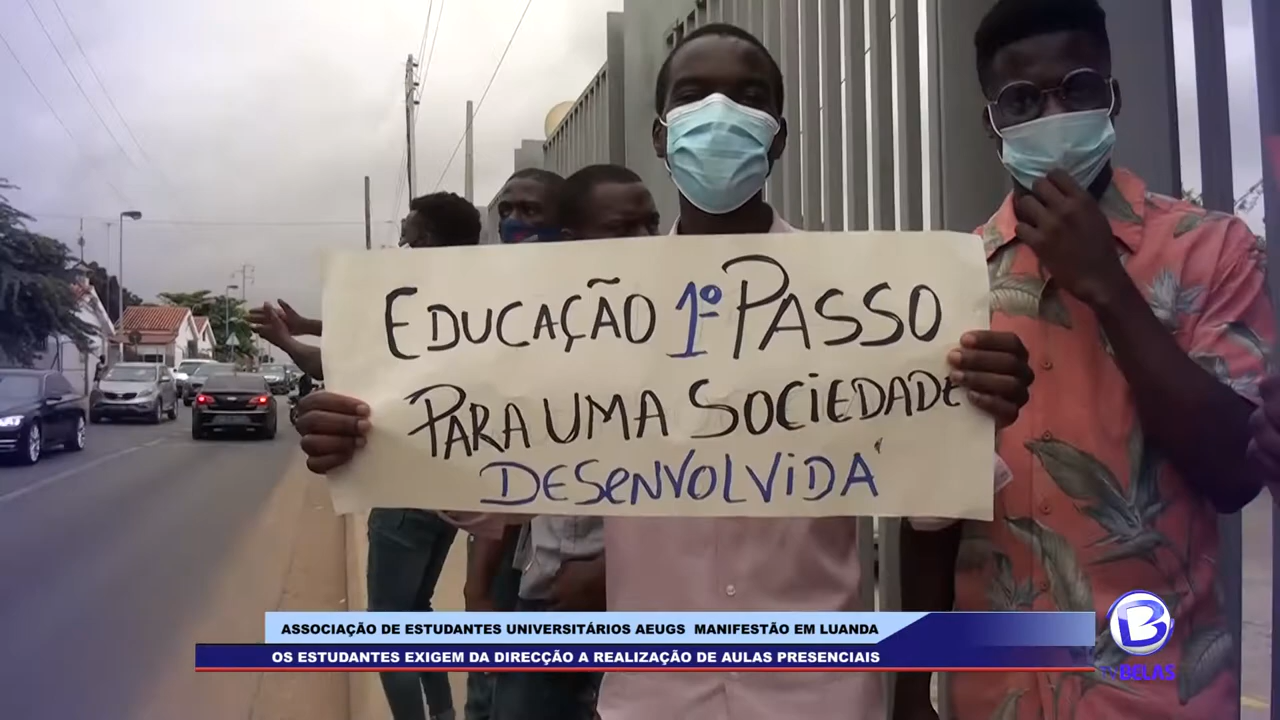 EDUCAÇÃO 1º PASSO
PARA UMA SOCIEDADE
DESENVOLVIDA
ASSOCIAÇÃO DE ESTUDANTES UNIVERSITÁRIOS AEUGS MANIFESTÃO EM LUANDA
OS ESTUDANTES EXIGEM DA DIRECÇÃO A REALIZAÇÃO DE AULAS PRESENCIAIS
B
TV BELAS